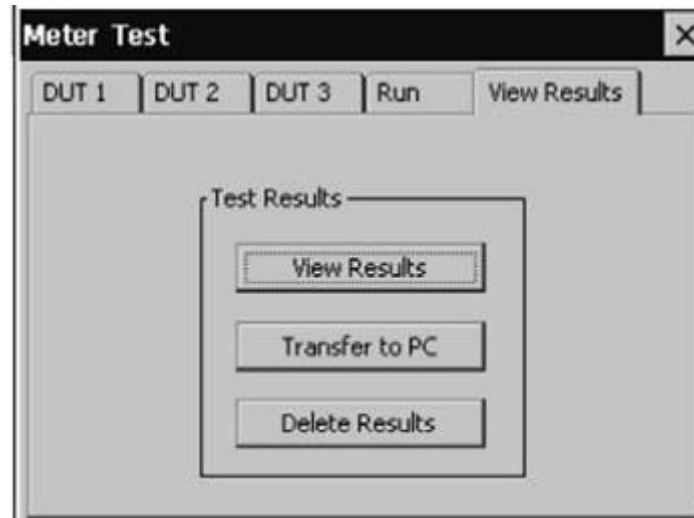 Meter Test
DUT 1 DUT 2 DUT 3 Run View Results
Test Results
View Results
Transfer to PC
Delete Results